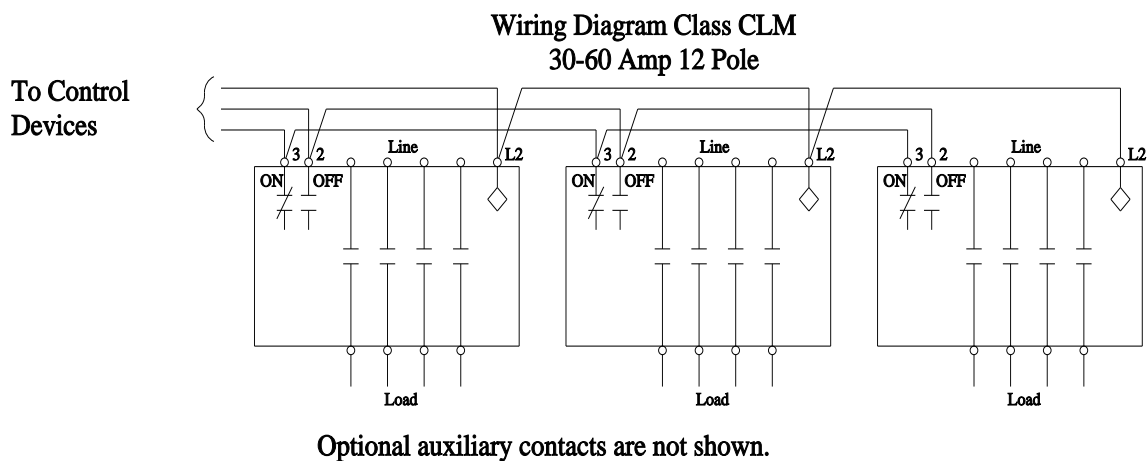 Wiring Diagram Class CLM
30-60 Amp 12 Pole
To Control
Devices
3 2 Line L2
3 2 Line L2
3 2 Line L2
ON OFF
ON OFF
ON OFF
Load
Load
Load
Optional auxiliary contacts are not shown.